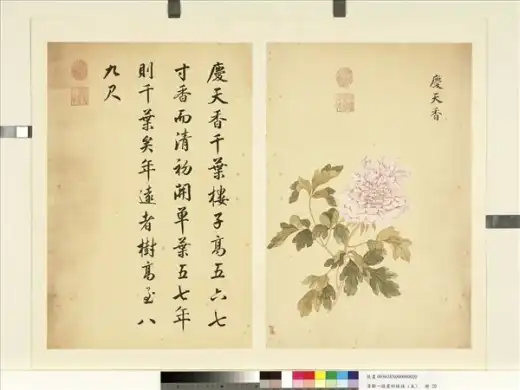 慶天香
慶天香千葉樓子高五六七
寸香而清初開單葉五七年
則千葉矣年遠者樹高至八
九尺